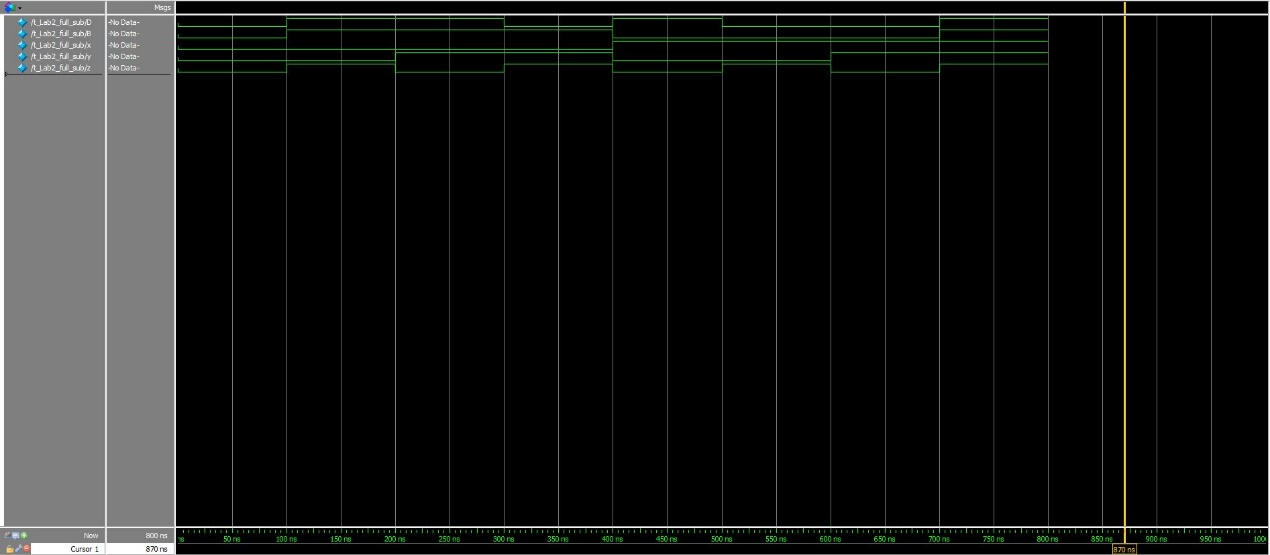 Msgs
/t_Lab2_full_sub/D -No Data-
/t_Lab2_full_sub/B -No Data-
/t_Lab2_full_sub/x -No Data-
/t_Lab2_full_sub/y -No Data-
/t_Lab2_full_sub/z -No Data-
Now 800 ns ns 50 ns 100 ns 150 ns 200 ns 250 ns 300 ns 350 ns 400 ns 450 ns 500 ns 550 ns 600 ns 650 ns 700 ns 750 ns 800 ns 850 ns 900 ns 950 ns 1000
Cursor 1 870 ns 870 ns